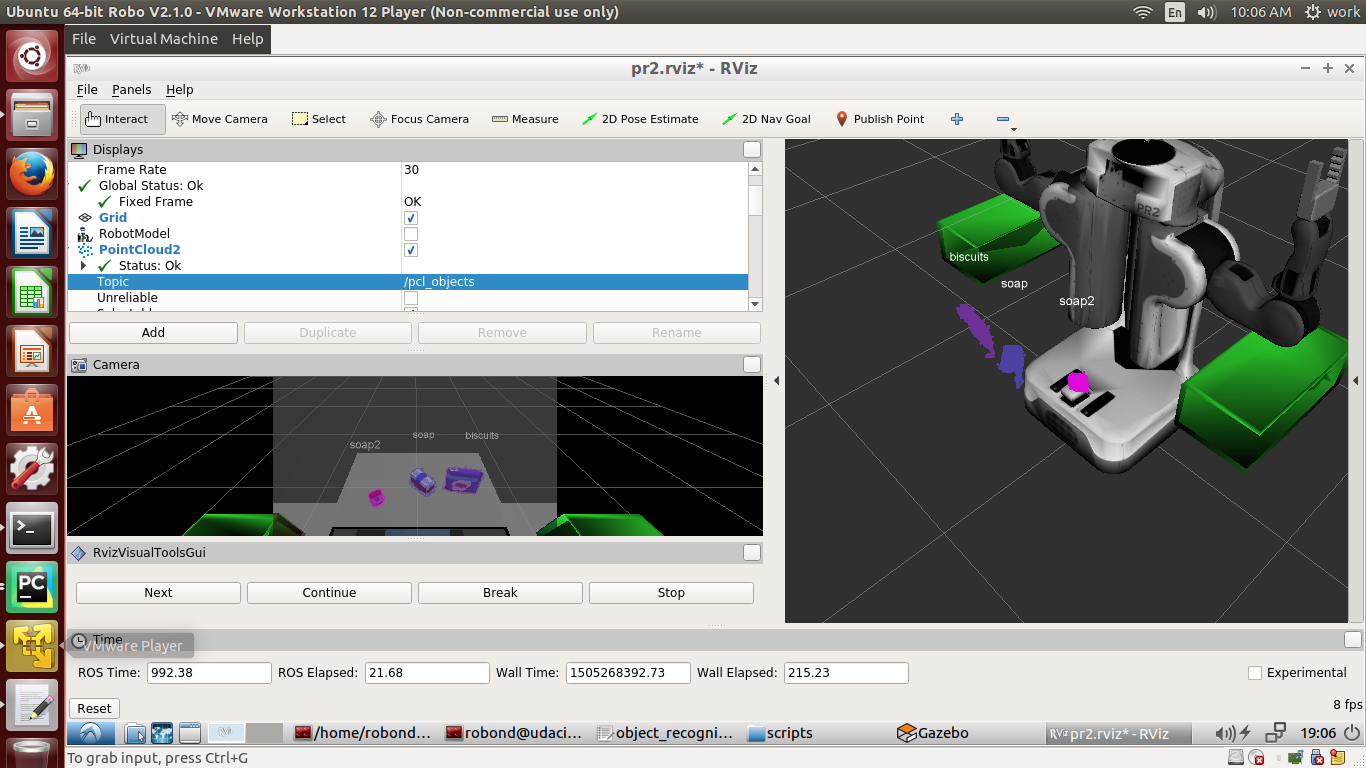 Ubuntu 64-bit Robo V2.1.0 - VMware Workstation 12 Player (Non-commercial use only)
En
10:06 AM
work
File Virtual Machine Help
RViz
pr2.rviz* - RViz
File Panels Help
Interact Move Camera Select Focus Camera Measure 2D Pose Estimate 2D Nav Goal Publish Point
Displays
Frame Rate 30
Global Status: Ok
Fixed Frame OK
Grid
RobotModel
PointCloud2
Status: Ok
Topic /pcl_objects
Unreliable
Add Duplicate Remove Rename
Camera
soap2 soap biscuits
RvizVisualToolsGui
Next Continue Break Stop
PR2
biscuits
soap
soap2
Time
VMware Player
ROS Time: 992.38 ROS Elapsed: 21.68 Wall Time: 1505268392.73 Wall Elapsed: 215.23 Experimental
Reset 8 fps
RViz /home/robond... robond@udaci... object_recogni... scripts Gazebo RViz pr2.rviz* - RViz 19:06
To grab input, press Ctrl+G
PC